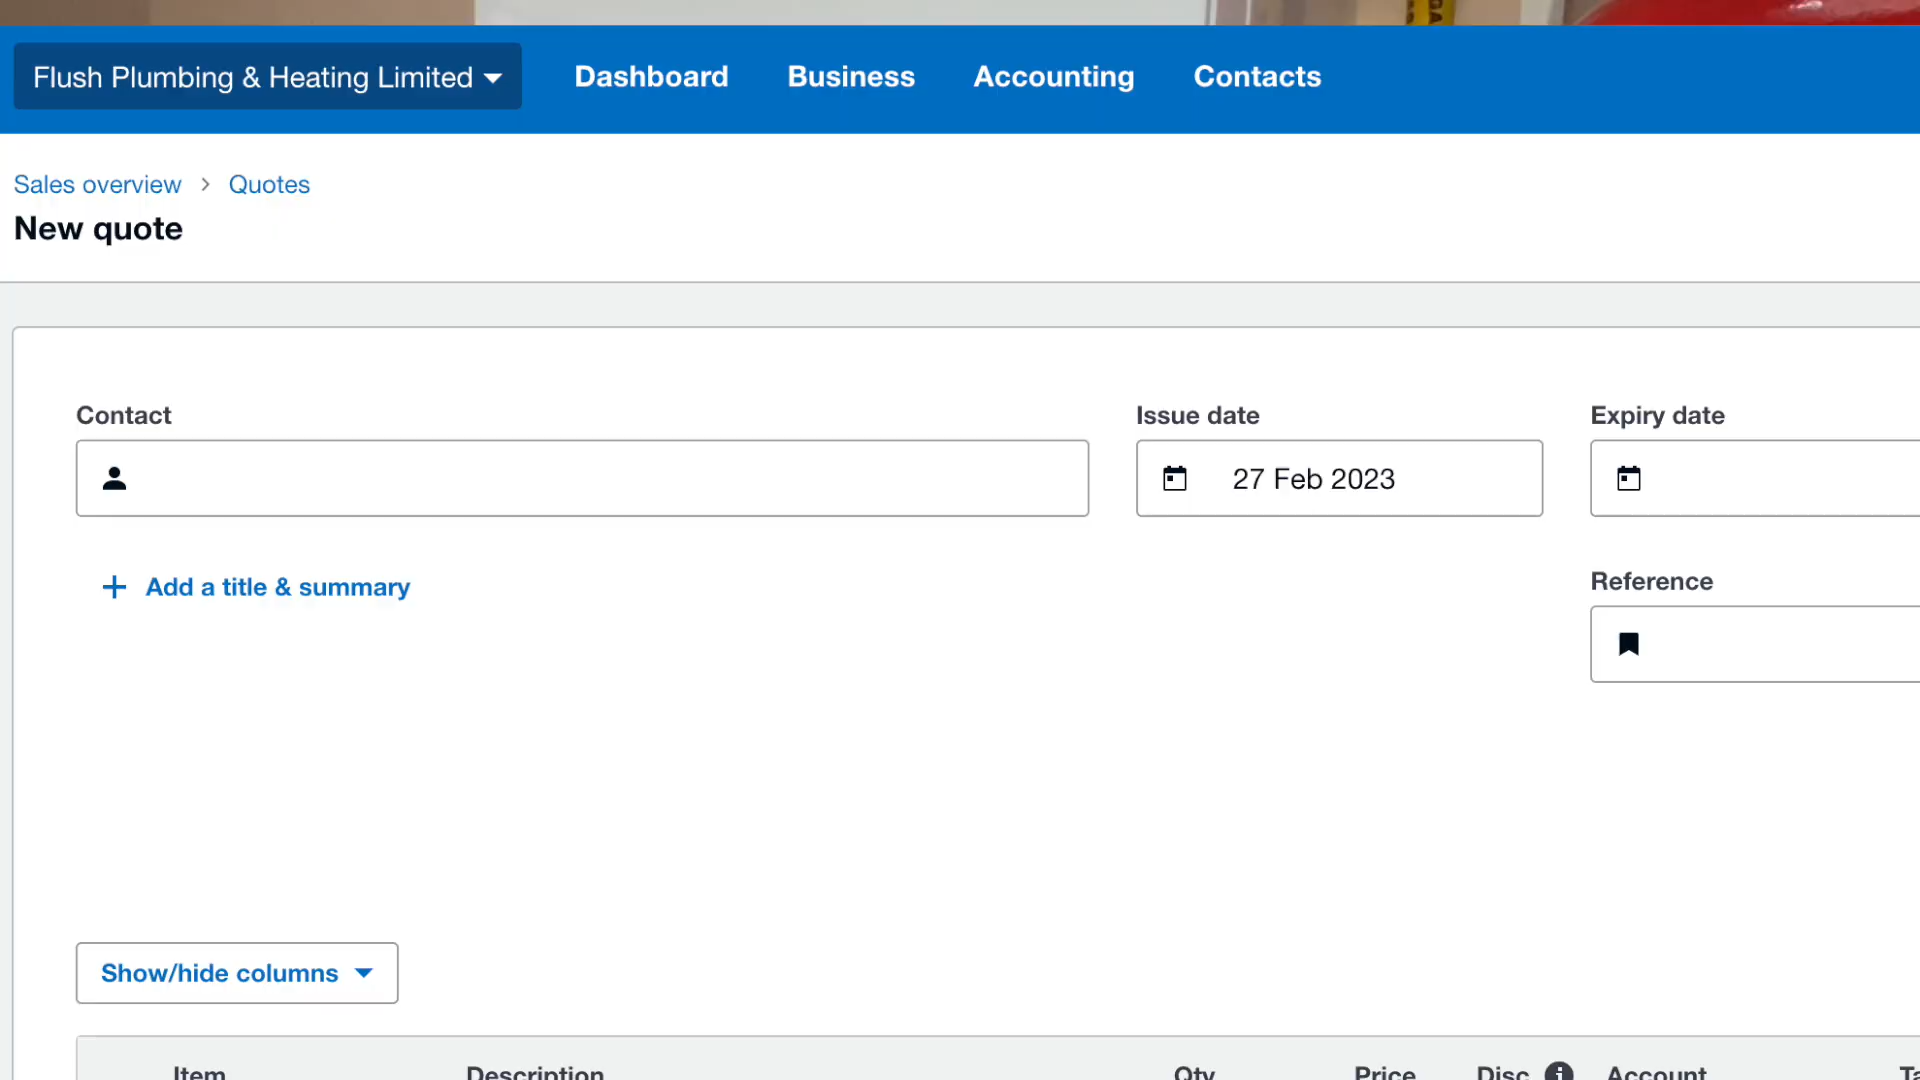 GA
Flush Plumbing & Heating Limited
Dashboard
Business
Accounting
Contacts
Sales overview > Quotes
New quote
Contact
Issue date
Expiry date
27 Feb 2023
+ Add a title & summary
Reference
Show/hide columns
Item
Description
Qty
Price
Disc
Account